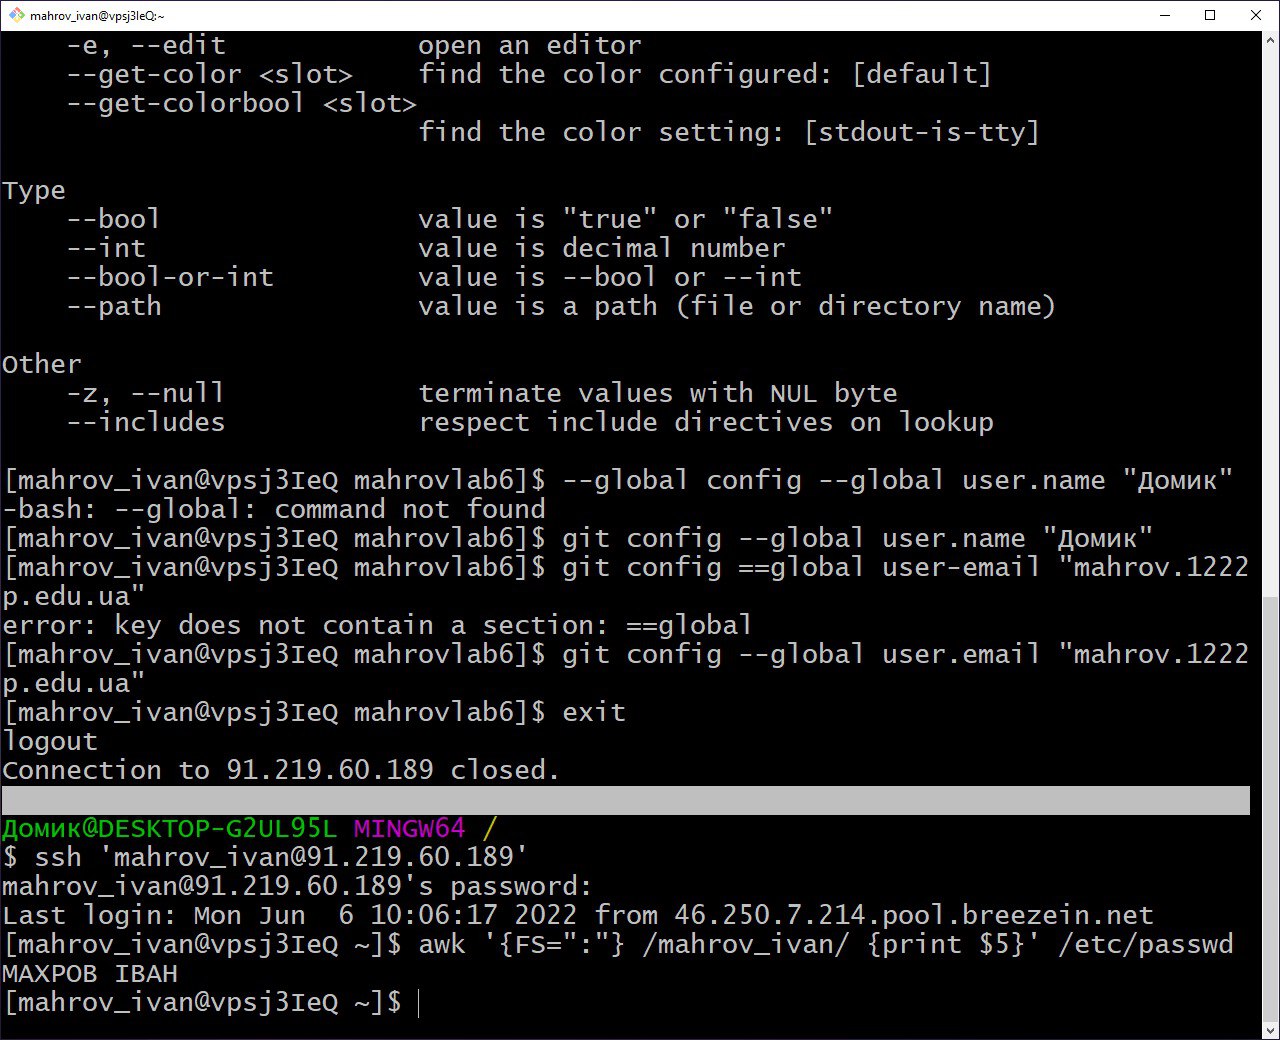 mahrov_ivan@vpsj3IeQ:~
-e, --edit open an editor
--get-color <slot> find the color configured: [default]
--get-colorbool <slot>
find the color setting: [stdout-is-tty]
Type
--bool value is "true" or "false"
--int value is decimal number
--bool-or-int value is --bool or --int
--path value is a path (file or directory name)
Other
-z, --null terminate values with NUL byte
--includes respect include directives on lookup
[mahrov_ivan@vpsj3IeQ mahrovlab6]$ --global config --global user.name "Домик"
-bash: --global: command not found
[mahrov_ivan@vpsj3IeQ mahrovlab6]$ git config --global user.name "Домик"
[mahrov_ivan@vpsj3IeQ mahrovlab6]$ git config ==global user-email "mahrov.1222
p.edu.ua"
error: key does not contain a section: ==global
[mahrov_ivan@vpsj3IeQ mahrovlab6]$ git config --global user.email "mahrov.1222
p.edu.ua"
[mahrov_ivan@vpsj3IeQ mahrovlab6]$ exit
logout
Connection to 91.219.60.189 closed.
Домик@DESKTOP-G2UL95L MINGW64 /
$ ssh 'mahrov_ivan@91.219.60.189'
mahrov_ivan@91.219.60.189's password:
Last login: Mon Jun  6 10:06:17 2022 from 46.250.7.214.pool.breezein.net
[mahrov_ivan@vpsj3IeQ ~]$ awk '{FS=":"} /mahrov_ivan/ {print $5}' /etc/passwd
МАХРОВ ІВАН
[mahrov_ivan@vpsj3IeQ ~]$